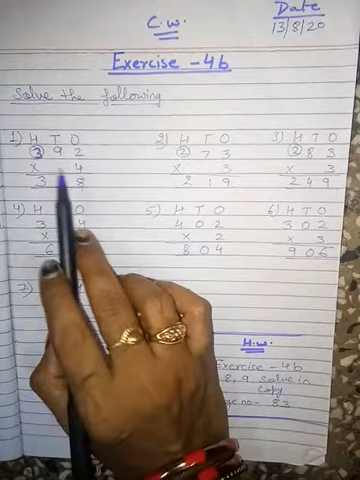 C.W.
Date
13/8/20
Exercise - 4b
Solve the following
1) H T O
3 9 2
x 4
3 8
2) H T O
2 7 3
x 3
2 1 9
3) H T O
2 8 3
x 3
2 4 9
4) H O
3 4
x
6
5) H T O
4 0 2
x 2
8 0 4
6) H T O
3 0 2
x 3
9 0 6
7)
H.W.
Exercise - 4b
8, 9 Solve in
Copy
83